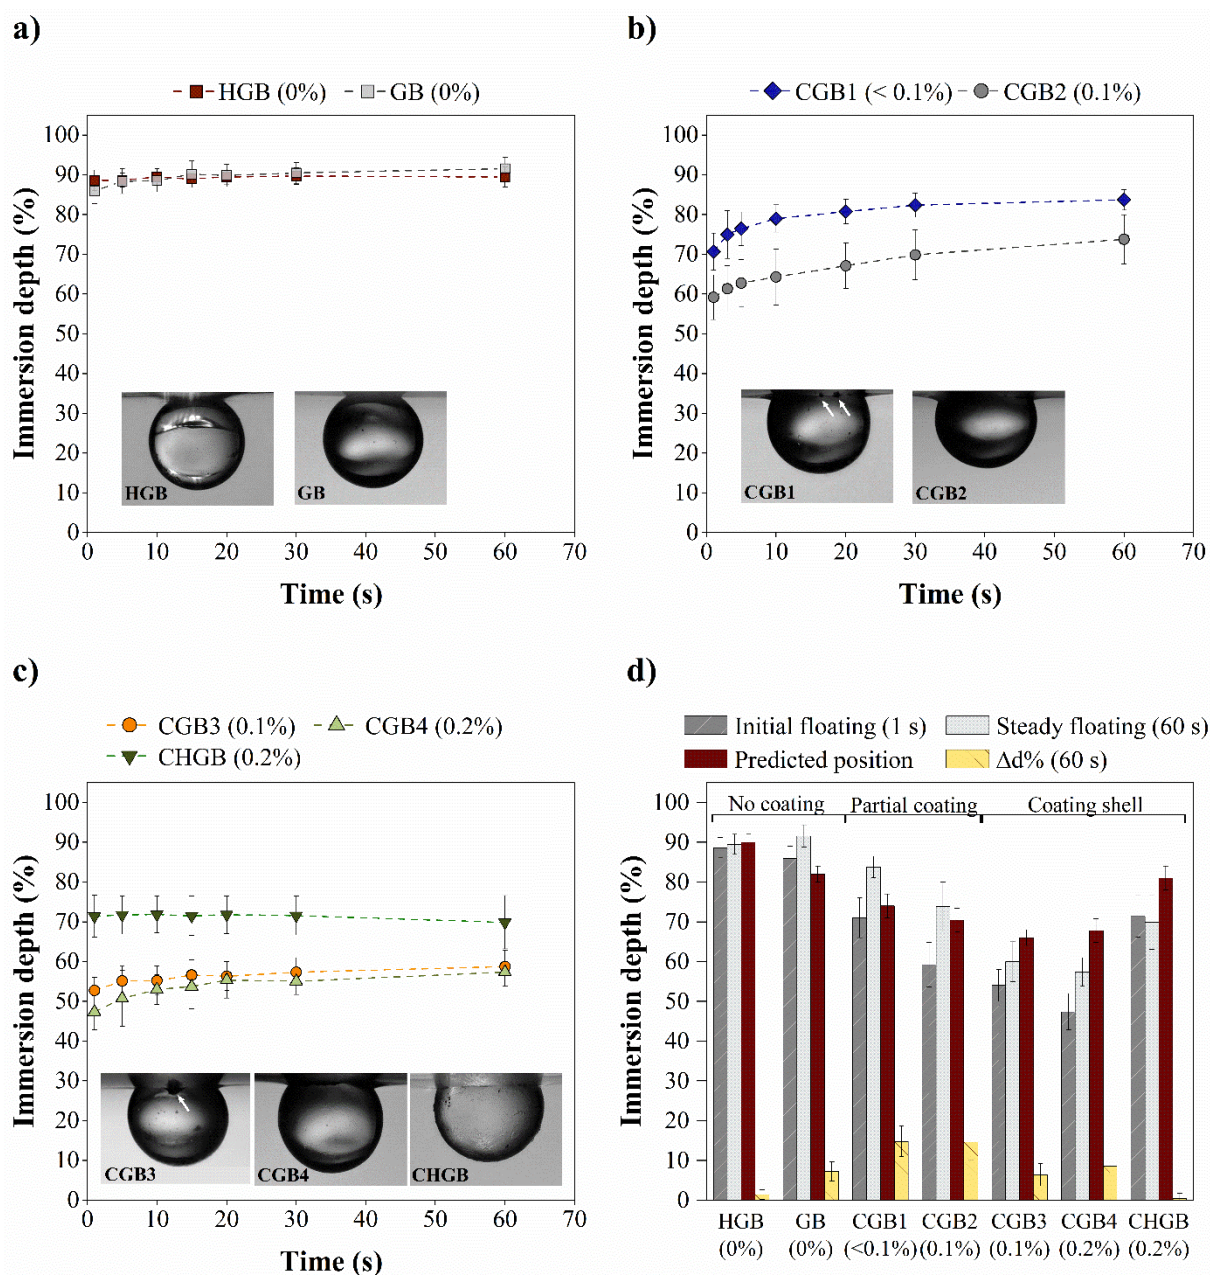 a)
HGB (0%) GB (0%)
100
90
80
70
60
50
40
30
20
10
0
Immersion depth (%)
HGB GB
0 10 20 30 40 50 60 70
Time (s)
b)
CGB1 (< 0.1%) CGB2 (0.1%)
100
90
80
70
60
50
40
30
20
10
0
Immersion depth (%)
CGB1 CGB2
0 10 20 30 40 50 60 70
Time (s)
c)
CGB3 (0.1%) CGB4 (0.2%)
CHGB (0.2%)
100
90
80
70
60
50
40
30
20
10
0
Immersion depth (%)
CGB3 CGB4 CHGB
0 10 20 30 40 50 60 70
Time (s)
d)
Initial floating (1 s) Steady floating (60 s)
Predicted position Δd% (60 s)
No coating Partial coating Coating shell
100
90
80
70
60
50
40
30
20
10
0
Immersion depth (%)
HGB GB CGB1 CGB2 CGB3 CGB4 CHGB
(0%) (0%) (<0.1%) (0.1%) (0.1%) (0.2%) (0.2%)